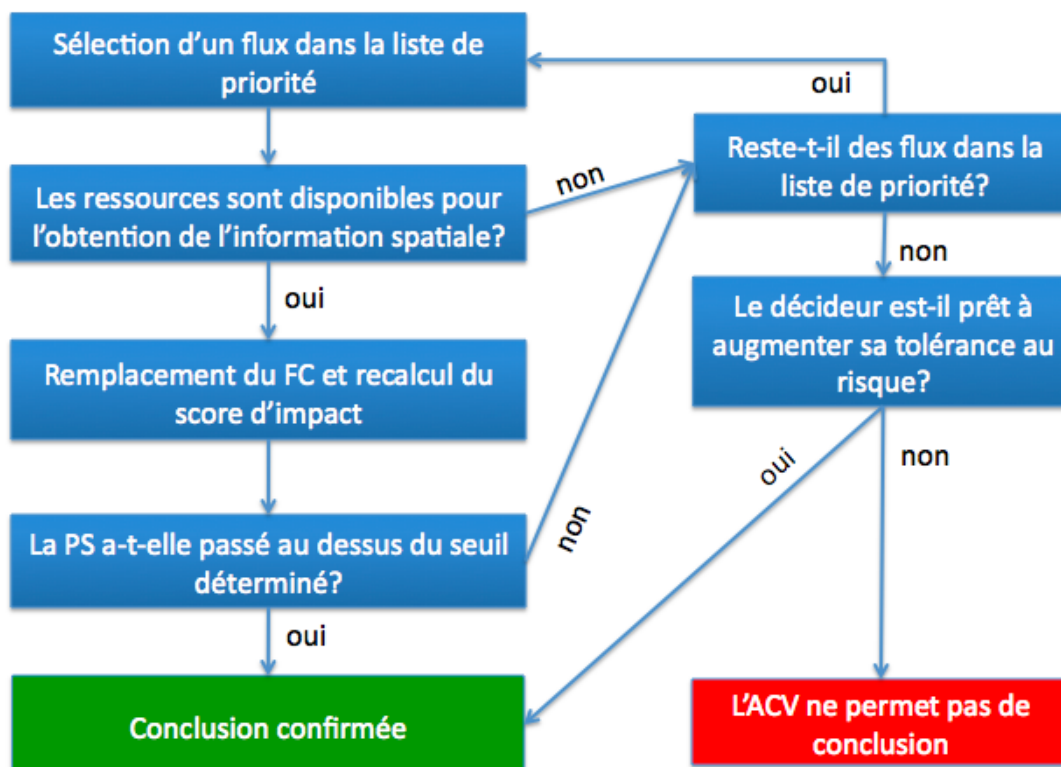 Sélection d'un flux dans la liste de
priorité
oui
Les ressources sont disponibles pour
l'obtention de l'information spatiale?
non
Reste-t-il des flux dans la
liste de priorité?
oui
non
Remplacement du FC et recalcul du
score d'impact
Le décideur est-il prêt à
augmenter sa tolérance au
risque?
La PS a-t-elle passé au dessus du seuil
déterminé?
non
oui
non
oui
Conclusion confirmée
L'ACV ne permet pas de
conclusion